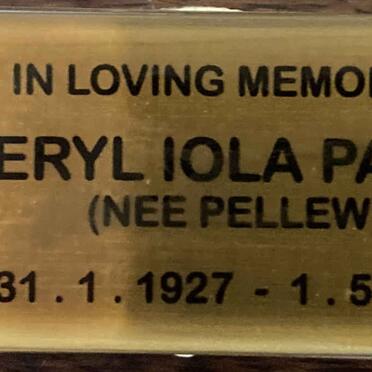 IN LOVING MEMO
ERYL IOLA PA
(NEE PELLEW
31 . 1 . 1927 - 1 . 5